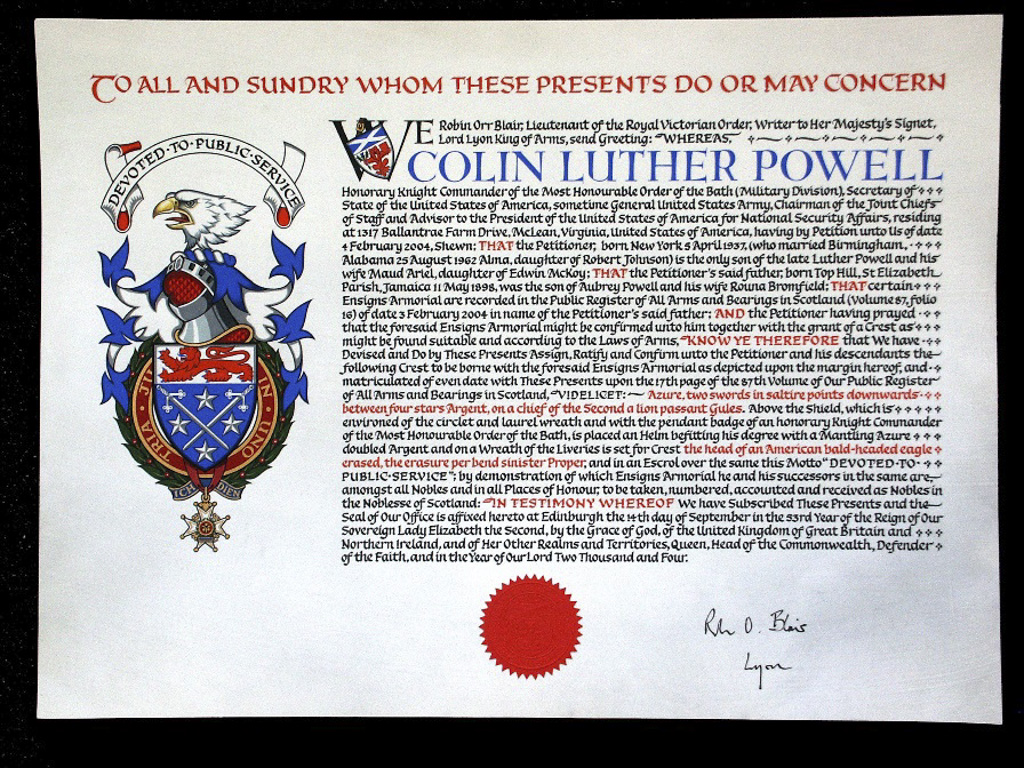 TO ALL AND SUNDRY WHOM THESE PRESENTS DO OR MAY CONCERN
DEVOTED·TO·PUBLIC·SERVICE
TRIA JUNCTA IN UNO
ICH DIEN
WE Robin Orr Blair, Lieutenant of the Royal Victorian Order, Writer to Her Majesty's Signet,
Lord Lyon King of Arms, send Greeting: WHEREAS,
COLIN LUTHER POWELL
Honorary Knight Commander of the Most Honourable Order of the Bath (Military Division), Secretary of
State of the United States of America, sometime General United States Army, Chairman of the Joint Chiefs
of Staff and Advisor to the President of the United States of America for National Security Affairs, residing
at 1317 Ballantrae Farm Drive, McLean, Virginia, United States of America, having by Petition unto Us of date
4 February 2004, Shewn: THAT the Petitioner, born New York 5 April 1937, (who married Birmingham,
Alabama 25 August 1962 Alma, daughter of Robert Johnson) is the only son of the late Luther Powell and his
wife Maud Ariel, daughter of Edwin McKoy; THAT the Petitioner's said father, born Top Hill, St Elizabeth
Parish, Jamaica 11 May 1898, was the son of Aubrey Powell and his wife Rouna Bromfield; THAT certain
Ensigns Armorial are recorded in the Public Register of All Arms and Bearings in Scotland (Volume 87, folio
16) of date 3 February 2004 in name of the Petitioner's said father; AND the Petitioner having prayed
that the foresaid Ensigns Armorial might be confirmed unto him together with the grant of a Crest as
might be found suitable and according to the Laws of Arms, KNOW YE THEREFORE that We have
Devised and Do by These Presents Assign, Ratify and Confirm unto the Petitioner and his descendants the
following Crest to be borne with the foresaid Ensigns Armorial as depicted upon the margin hereof, and
matriculated of even date with These Presents upon the 17th page of the 87th Volume of Our Public Register
of All Arms and Bearings in Scotland, VIDELICET: Azure, two swords in saltire points downwards
between four stars Argent, on a chief of the Second a lion passant Gules. Above the Shield, which is
environed of the circlet and laurel wreath and with the pendant badge of an honorary Knight Commander
of the Most Honourable Order of the Bath, is placed an Helm befitting his degree with a Mantling Azure
doubled Argent and on a Wreath of the Liveries is set for Crest the head of an American bald-headed eagle
erased, the erasure per bend sinister Proper, and in an Escrol over the same this Motto "DEVOTED·TO·
PUBLIC·SERVICE"; by demonstration of which Ensigns Armorial he and his successors in the same are,
amongst all Nobles and in all Places of Honour, to be taken, numbered, accounted and received as Nobles in
the Noblesse of Scotland: IN TESTIMONY WHEREOF We have Subscribed These Presents and the
Seal of Our Office is affixed hereto at Edinburgh the 14th day of September in the 53rd Year of the Reign of Our
Sovereign Lady Elizabeth the Second, by the Grace of God, of the United Kingdom of Great Britain and
Northern Ireland, and of Her Other Realms and Territories, Queen, Head of the Commonwealth, Defender
of the Faith, and in the Year of Our Lord Two Thousand and Four.
Robin O. Blair
Lyon